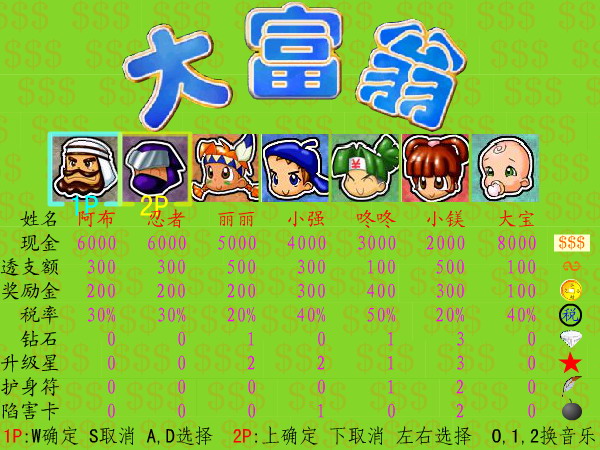 大富翁
¥
1P 2P
姓名 阿布 忍者 丽丽 小强 咚咚 小镁 大宝
现金 6000 6000 5000 4000 3000 2000 8000 $$$
透支额 300 300 500 300 100 500 100
奖励金 200 200 200 300 400 300 100
税率 30% 30% 20% 40% 50% 20% 40% 税
钻石 0 0 1 0 1 3 0
升级星 0 0 2 2 1 3 0
护身符 0 0 0 0 1 2 0
陷害卡 0 0 0 1 0 2 0
1P:W确定 S取消 A,D选择 2P:上确定 下取消 左右选择 0,1,2换音乐